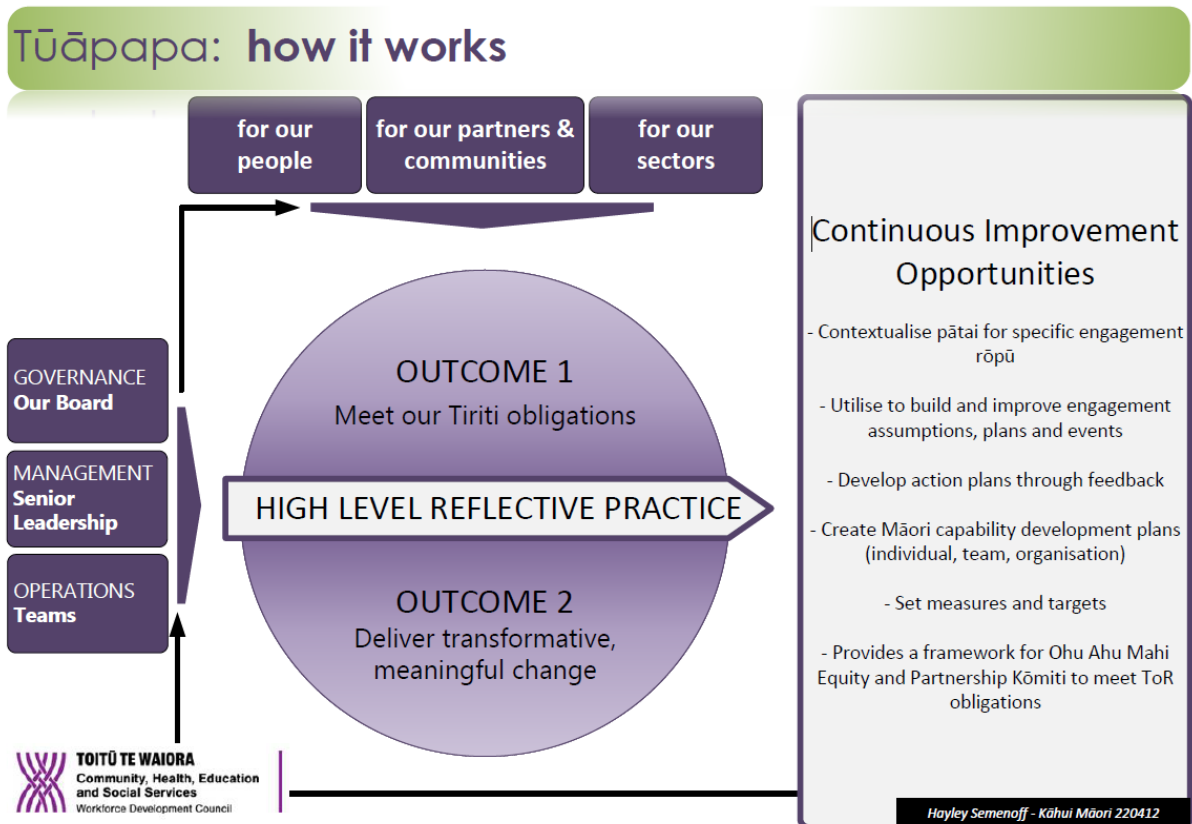 Tūāpapa: how it works
for our
people
for our partners &
communities
for our
sectors
GOVERNANCE
Our Board
MANAGEMENT
Senior
Leadership
OPERATIONS
Teams
OUTCOME 1
Meet our Tiriti obligations
HIGH LEVEL REFLECTIVE PRACTICE
OUTCOME 2
Deliver transformative,
meaningful change
Continuous Improvement
Opportunities
- Contextualise pātai for specific engagement
rōpū
- Utilise to build and improve engagement
assumptions, plans and events
- Develop action plans through feedback
- Create Māori capability development plans
(individual, team, organisation)
- Set measures and targets
- Provides a framework for Ohu Ahu Mahi
Equity and Partnership Kōmiti to meet ToR
obligations
TOITŪ TE WAIORA
Community, Health, Education
and Social Services
Workforce Development Council
Hayley Semenoff - Kāhui Māori 220412